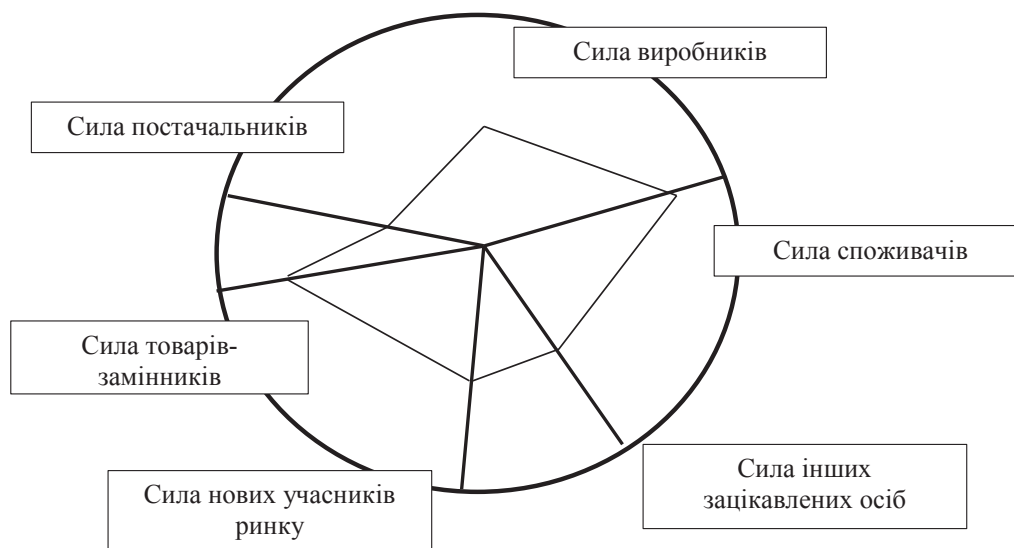 Сила виробників
Сила постачальників
Сила споживачів
Сила товарів-
замінників
Сила інших
зацікавлених осіб
Сила нових учасників
ринку